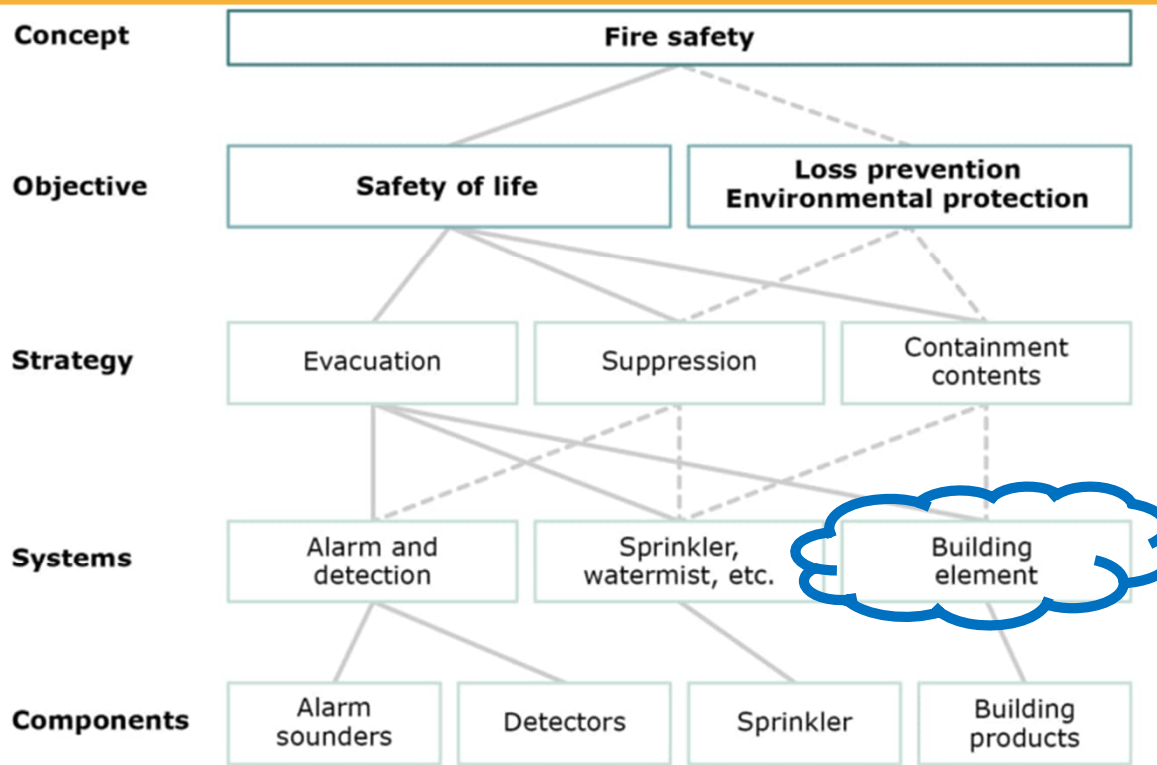 Concept
Fire safety
Objective
Safety of life
Loss prevention
Environmental protection
Strategy
Evacuation
Suppression
Containment
contents
Systems
Alarm and
detection
Sprinkler,
watermist, etc.
Building
element
Components
Alarm
sounders
Detectors
Sprinkler
Building
products